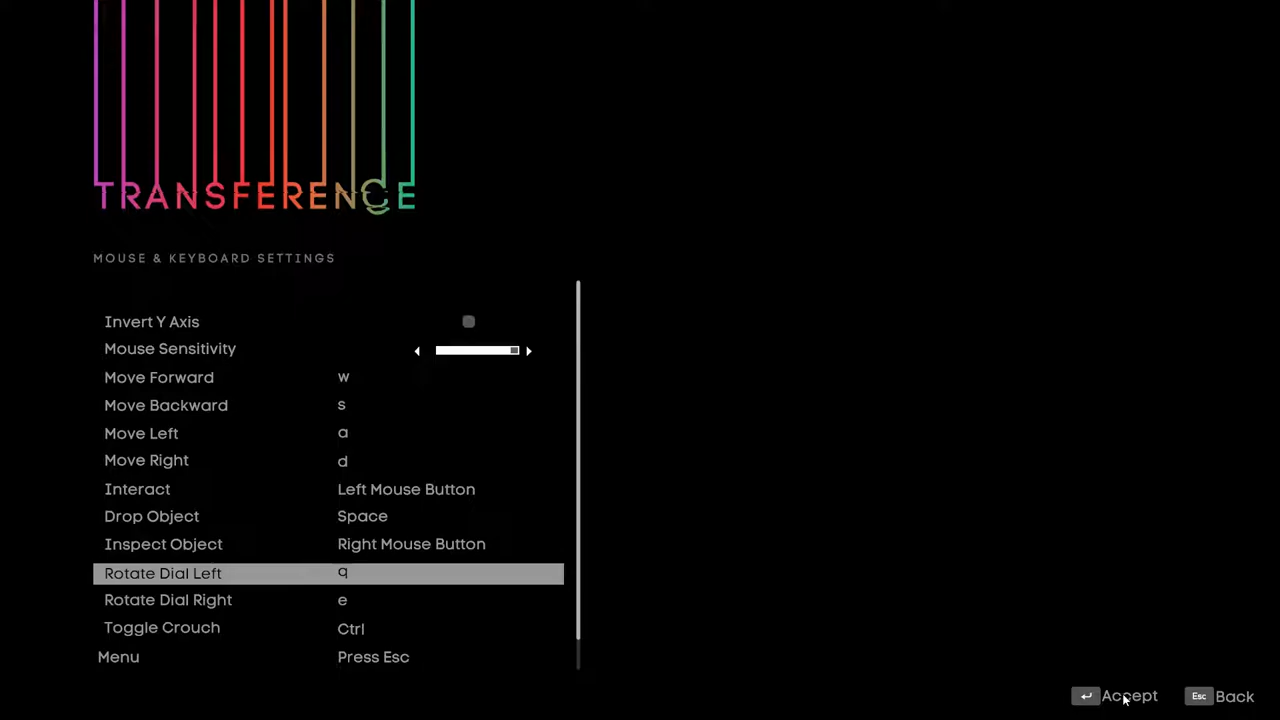 TRANSFERENCE
MOUSE & KEYBOARD SETTINGS
Invert Y Axis
Mouse Sensitivity
Move Forward w
Move Backward s
Move Left a
Move Right d
Interact Left Mouse Button
Drop Object Space
Inspect Object Right Mouse Button
Rotate Dial Left q
Rotate Dial Right e
Toggle Crouch Ctrl
Menu Press Esc
Accept Esc Back